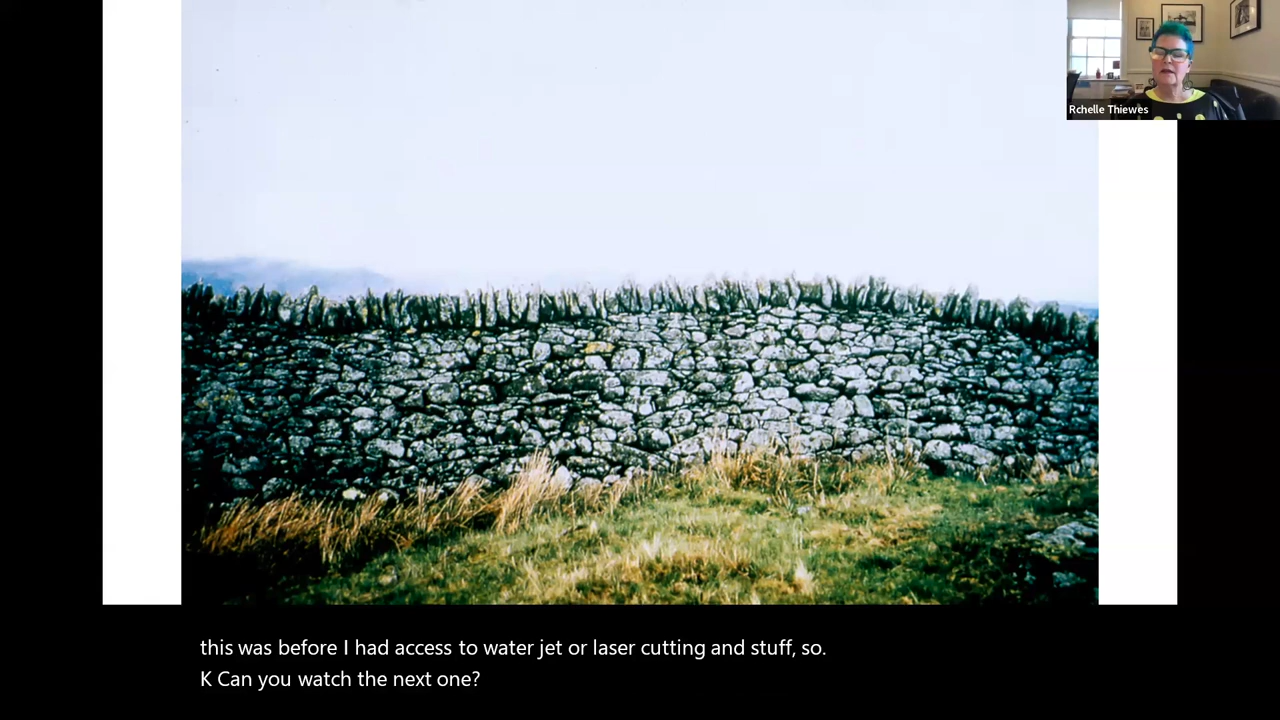 Rchelle Thiewes
this was before I had access to water jet or laser cutting and stuff, so.
K Can you watch the next one?